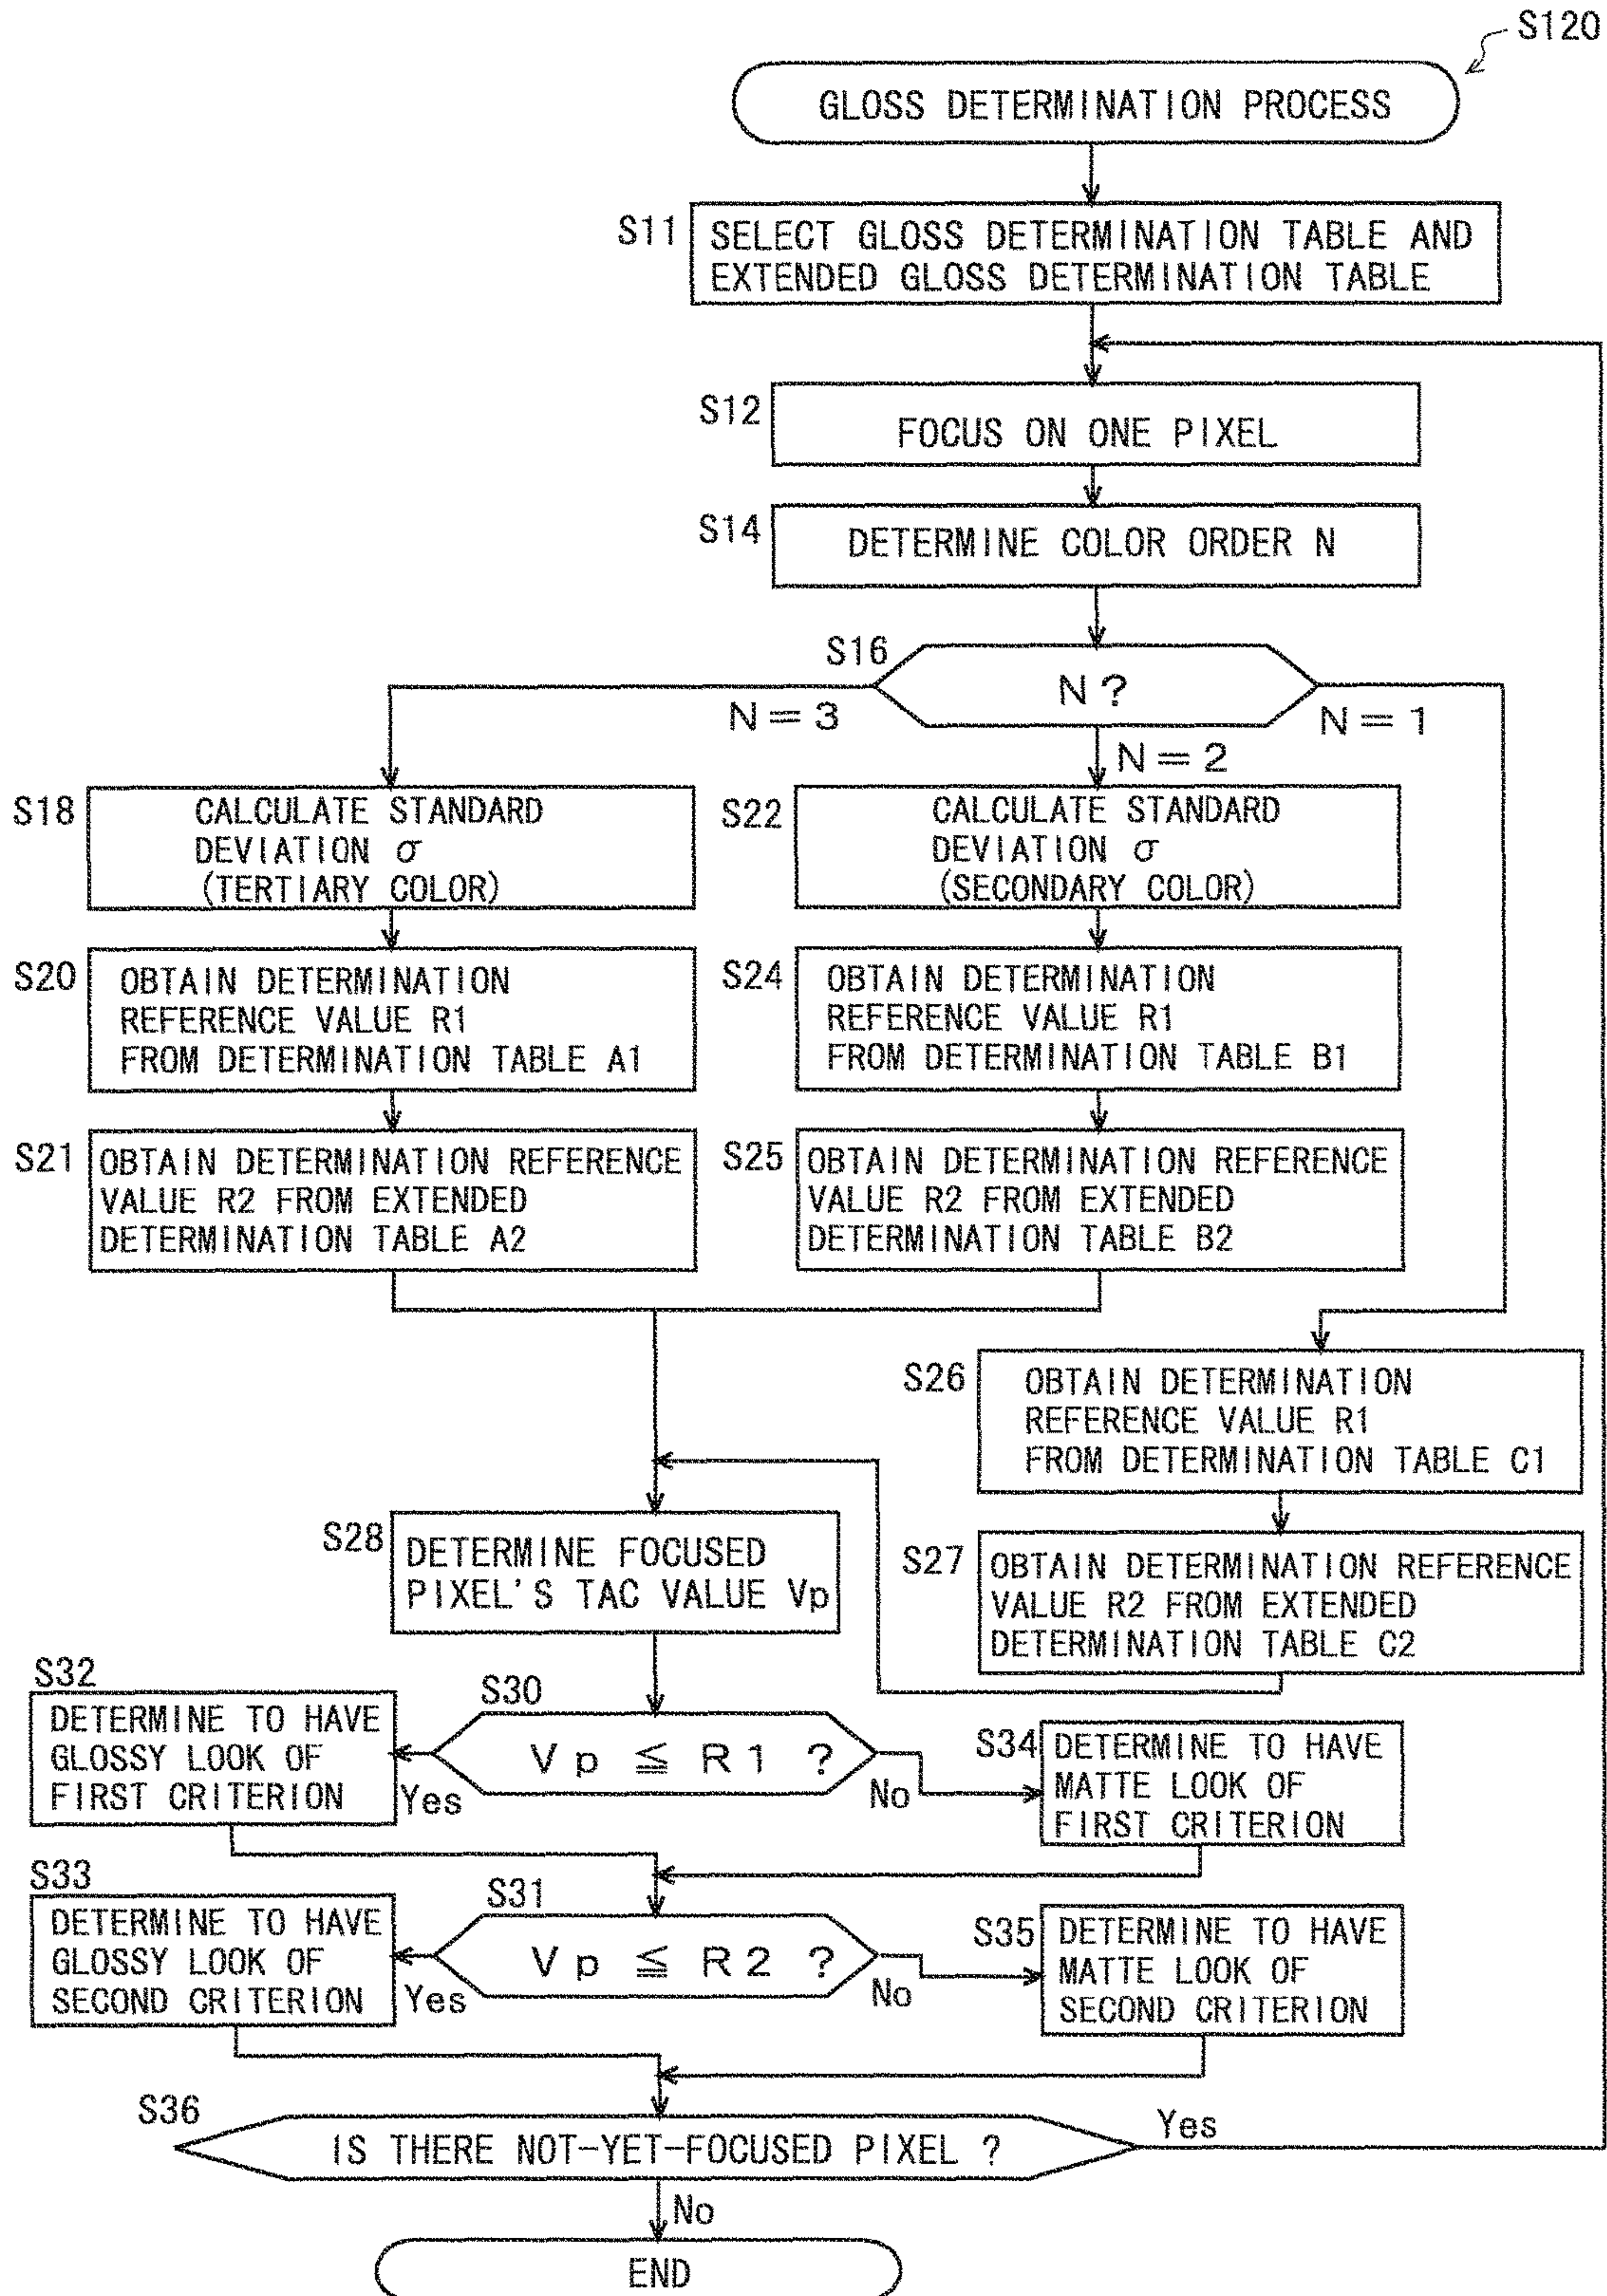 S120
GLOSS DETERMINATION PROCESS
S11
SELECT GLOSS DETERMINATION TABLE AND
EXTENDED GLOSS DETERMINATION TABLE
S12
FOCUS ON ONE PIXEL
S14
DETERMINE COLOR ORDER N
S16
N ?
N = 3
N = 2
N = 1
S18
CALCULATE STANDARD
DEVIATION σ
(TERTIARY COLOR)
S22
CALCULATE STANDARD
DEVIATION σ
(SECONDARY COLOR)
S20
OBTAIN DETERMINATION
REFERENCE VALUE R1
FROM DETERMINATION TABLE A1
S24
OBTAIN DETERMINATION
REFERENCE VALUE R1
FROM DETERMINATION TABLE B1
S21
OBTAIN DETERMINATION REFERENCE
VALUE R2 FROM EXTENDED
DETERMINATION TABLE A2
S25
OBTAIN DETERMINATION REFERENCE
VALUE R2 FROM EXTENDED
DETERMINATION TABLE B2
S26
OBTAIN DETERMINATION
REFERENCE VALUE R1
FROM DETERMINATION TABLE C1
S28
DETERMINE FOCUSED
PIXEL'S TAC VALUE Vp
S27
OBTAIN DETERMINATION REFERENCE
VALUE R2 FROM EXTENDED
DETERMINATION TABLE C2
S32
DETERMINE TO HAVE
GLOSSY LOOK OF
FIRST CRITERION
S30
Vp ≦ R1 ?
Yes
No
S34
DETERMINE TO HAVE
MATTE LOOK OF
FIRST CRITERION
S33
DETERMINE TO HAVE
GLOSSY LOOK OF
SECOND CRITERION
S31
Vp ≦ R2 ?
Yes
No
S35
DETERMINE TO HAVE
MATTE LOOK OF
SECOND CRITERION
S36
IS THERE NOT-YET-FOCUSED PIXEL ?
Yes
No
END